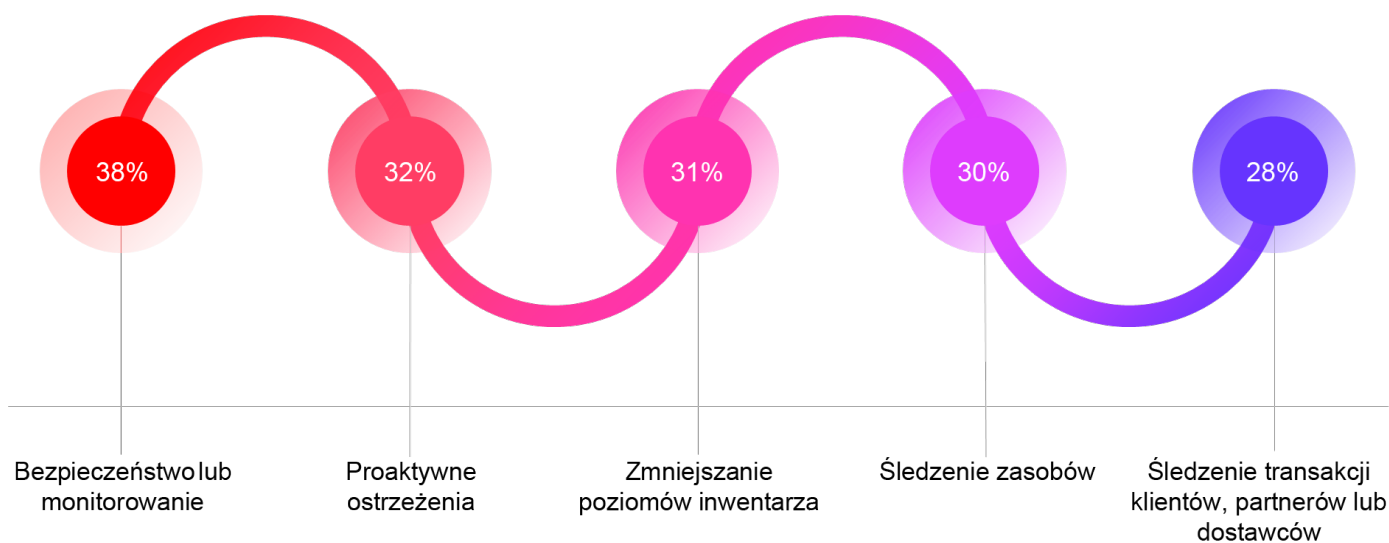 38%
32%
31%
30%
28%
Bezpieczeństwo lub
monitorowanie
Proaktywne
ostrzeżenia
Zmniejszanie
poziomów inwentarza
Śledzenie zasobów
Śledzenie transakcji
klientów, partnerów lub
dostawców